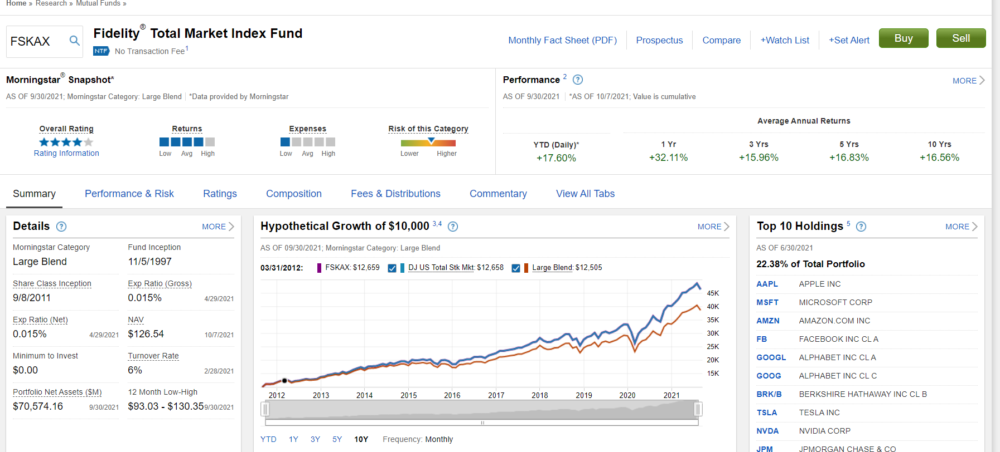 Home » Research » Mutual Funds »
FSKAX
Fidelity® Total Market Index Fund
NTF No Transaction Fee1
Monthly Fact Sheet (PDF) Prospectus Compare +Watch List +Set Alert Buy Sell
Morningstar® Snapshot*
AS OF 9/30/2021; Morningstar Category: Large Blend *Data provided by Morningstar
Overall Rating
Rating Information
Returns
Low Avg High
Expenses
Low Avg High
Risk of this Category
Lower Higher
Performance 2 ?
MORE
AS OF 9/30/2021 *AS OF 10/7/2021; Value is cumulative
Average Annual Returns
YTD (Daily)* 1 Yr 3 Yrs 5 Yrs 10 Yrs
+17.60% +32.11% +15.96% +16.83% +16.56%
Summary Performance & Risk Ratings Composition Fees & Distributions Commentary View All Tabs
Details ? MORE
Morningstar Category Fund Inception
Large Blend 11/5/1997
Share Class Inception Exp Ratio (Gross)
9/8/2011 0.015% 4/29/2021
Exp Ratio (Net) NAV
0.015% 4/29/2021 $126.54 10/7/2021
Minimum to Invest Turnover Rate
$0.00 6% 2/28/2021
Portfolio Net Assets ($M) 12 Month Low-High
$70,574.16 9/30/2021 $93.03 - $130.35 9/30/2021
Hypothetical Growth of $10,000 3,4 ? MORE
AS OF 09/30/2021; Morningstar Category: Large Blend
03/31/2012: FSKAX: $12,659 DJ US Total Stk Mkt: $12,658 Large Blend: $12,505
45K
40K
35K
30K
25K
20K
15K
2012 2013 2014 2015 2016 2017 2018 2019 2020 2021
YTD 1Y 3Y 5Y 10Y Frequency: Monthly
Top 10 Holdings 5 ? MORE
AS OF 6/30/2021
22.38% of Total Portfolio
AAPL APPLE INC
MSFT MICROSOFT CORP
AMZN AMAZON.COM INC
FB FACEBOOK INC CL A
GOOGL ALPHABET INC CL A
GOOG ALPHABET INC CL C
BRK/B BERKSHIRE HATHAWAY INC CL B
TSLA TESLA INC
NVDA NVIDIA CORP
JPM JPMORGAN CHASE & CO